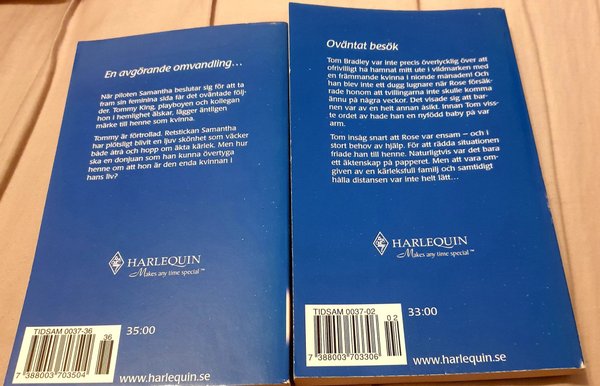 En avgörande omvandling...
När piloten Samantha beslutar sig för att ta
fram sin feminina sida får det oväntade föl-
jder. Tommy King, playboyen och kollegan
hon i hemlighet älskar, lägger äntligen
märke till henne som kvinna.
Tommy är förtrollad. Retstickan Samantha
har plötsligt blivit en ljuv skönhet som väcker
både åtrå och hopp om äkta kärlek. Men hur
ska en donjuan som han kunna övertyga
henne om att hon är den enda kvinnan i
hans liv?
HARLEQUIN
Makes any time special™
TIDSAM 0037-36
36
35:00
7 388003 703504
www.harlequin.se
Oväntat besök
Tom Bradley var inte precis överlycklig över att
ofrivilligt ha hamnat mitt ute i vildmarken med
en främmande kvinna i nionde månaden! Och
han blev inte ett dugg lugnare när Rose försäk-
rade honom att tvillingarna inte skulle komma
ännu på några veckor. Det visade sig att bar-
nen var av en helt annan åsikt. Innan Tom viss-
te ordet av hade han en nyfödd baby på var
arm.
Tom insåg snart att Rose var ensam – och i
stort behov av hjälp. För att rädda situationen
friade han till henne. Naturligtvis var det bara
ett äktenskap på papperet. Men att vara om-
given av en kärleksfull familj och samtidigt
hålla distansen var inte helt lätt...
HARLEQUIN
Makes any time special™
TIDSAM 0037-02
02
33:00
7 388003 703306
www.harlequin.se